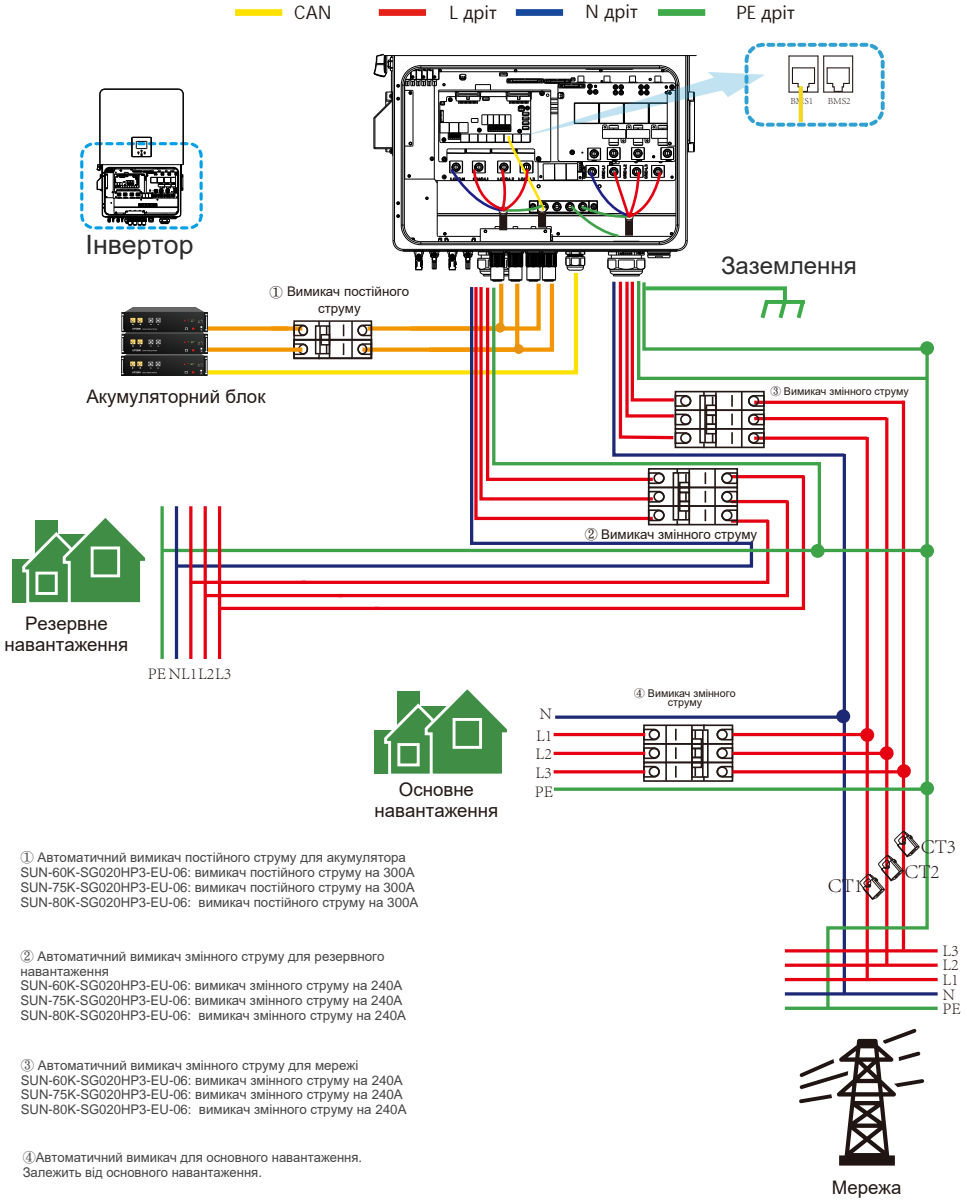 CAN L дріт N дріт PE дріт
BMS1 BMS2
Інвертор
Заземлення
① Вимикач постійного
струму
Акумуляторний блок
③ Вимикач змінного струму
② Вимикач змінного струму
Резервне
навантаження
PE N L1 L2 L3
④ Вимикач змінного
струму
N
L1
L2
L3
PE
Основне
навантаження
① Автоматичний вимикач постійного струму для акумулятора
SUN-60K-SG020HP3-EU-06: вимикач постійного струму на 300A
SUN-75K-SG020HP3-EU-06: вимикач постійного струму на 300A
SUN-80K-SG020HP3-EU-06: вимикач постійного струму на 300A
CT3
CT2
CT1
② Автоматичний вимикач змінного струму для резервного
навантаження
SUN-60K-SG020HP3-EU-06: вимикач змінного струму на 240A
SUN-75K-SG020HP3-EU-06: вимикач змінного струму на 240A
SUN-80K-SG020HP3-EU-06: вимикач змінного струму на 240A
L3
L2
L1
N
PE
③ Автоматичний вимикач змінного струму для мережі
SUN-60K-SG020HP3-EU-06: вимикач змінного струму на 240A
SUN-75K-SG020HP3-EU-06: вимикач змінного струму на 240A
SUN-80K-SG020HP3-EU-06: вимикач змінного струму на 240A
④Автоматичний вимикач для основного навантаження.
Залежить від основного навантаження.
Мережа